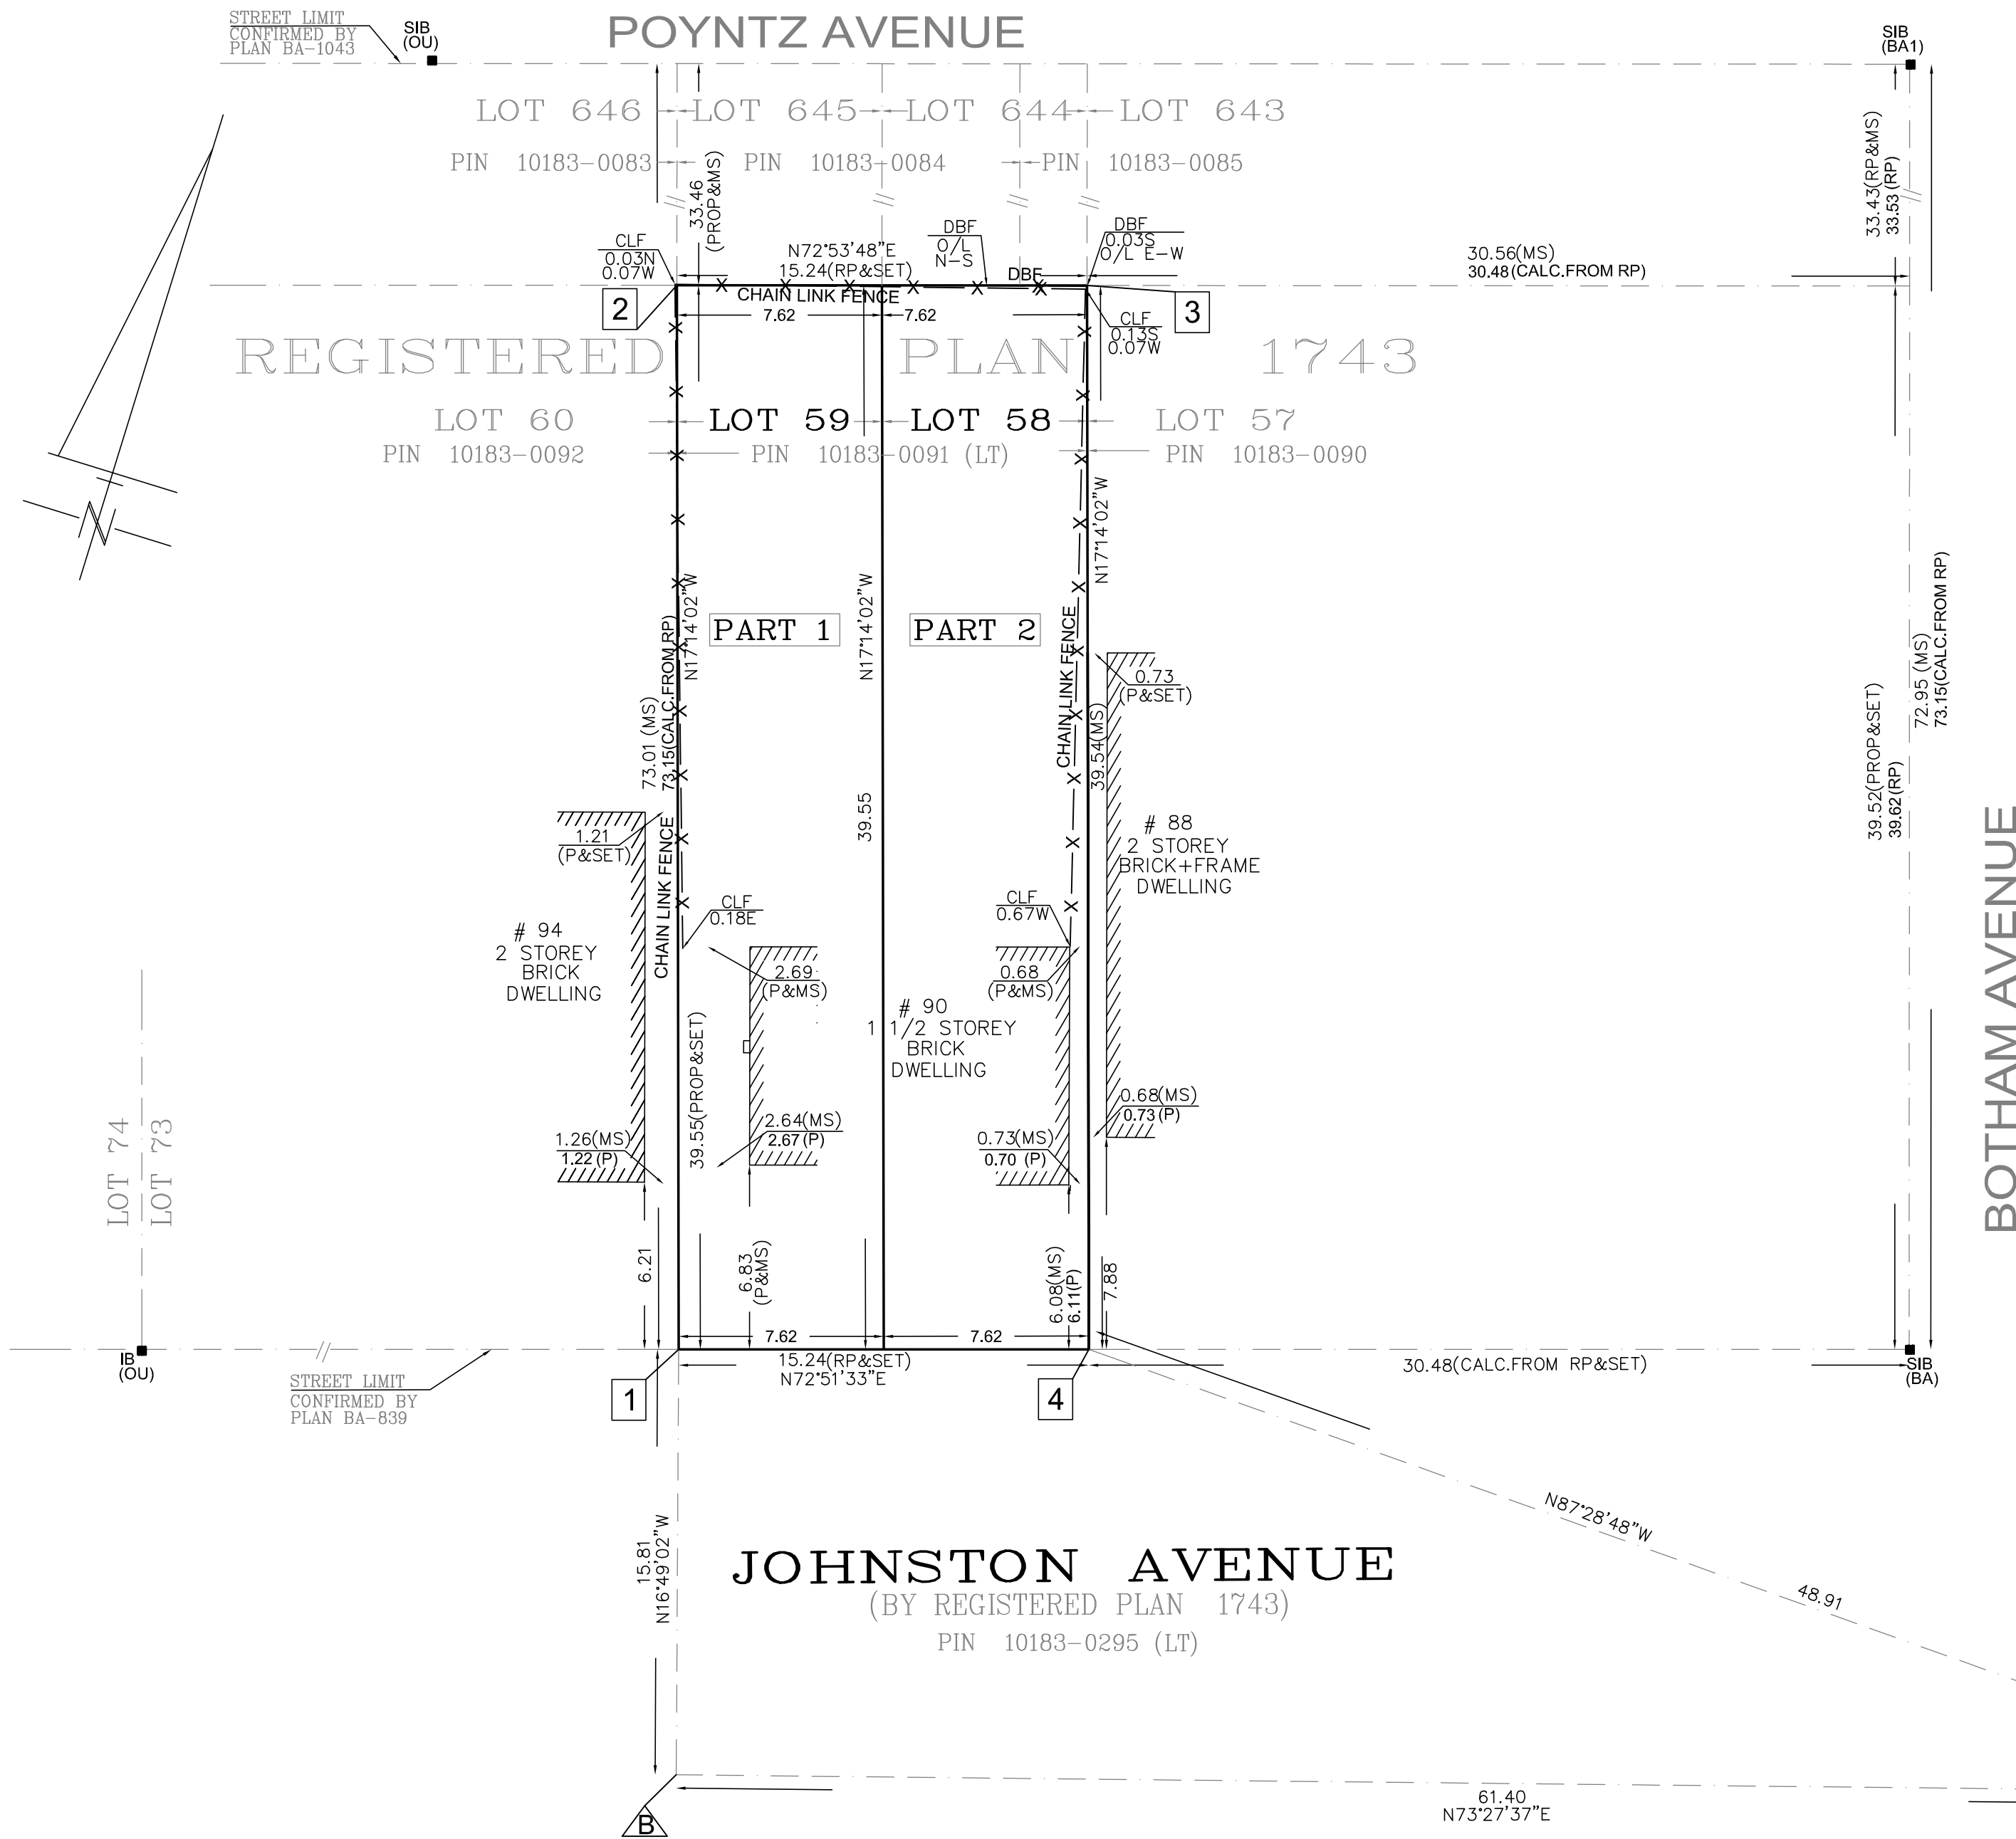 STREET LIMIT
CONFIRMED BY
PLAN BA-1043
SIB
(OU)
POYNTZ AVENUE
SIB
(BA1)
LOT 646
LOT 645
LOT 644
LOT 643
PIN 10183-0083
PIN 10183-0084
PIN 10183-0085
33.46
(PROP&MS)
33.43(RP&MS)
33.53(RP)
CLF
0.03N
0.07W
N72°53'48"E
15.24(RP&SET)
DBF
O/L
N-S
DBF
DBF
0.03S
O/L E-W
30.56(MS)
30.48(CALC.FROM RP)
2
CHAIN LINK FENCE
7.62
7.62
3
CLF
0.13S
0.07W
REGISTERED PLAN 1743
LOT 60
LOT 59
LOT 58
LOT 57
PIN 10183-0092
PIN 10183-0091 (LT)
PIN 10183-0090
N17°14'02"W
N17°14'02"W
N17°14'02"W
PART 1
PART 2
73.01 (MS)
73.15(CALC.FROM RP)
CHAIN LINK FENCE
0.73
(P&SET)
39.54(MS)
39.55
72.95 (MS)
73.15(CALC.FROM RP)
39.52(PROP&SET)
39.62(RP)
BOTHAM AVENUE
1.21
(P&SET)
CHAIN LINK FENCE
# 88
2 STOREY
BRICK+FRAME
DWELLING
CLF
0.18E
CLF
0.67W
# 94
2 STOREY
BRICK
DWELLING
2.69
(P&MS)
0.68
(P&MS)
# 90
1 1/2 STOREY
BRICK
DWELLING
39.55(PROP&SET)
LOT 74
LOT 73
1.26(MS)
1.22 (P)
2.64(MS)
2.67 (P)
0.73(MS)
0.70 (P)
0.68(MS)
0.73 (P)
6.21
6.83
(P&MS)
6.08(MS)
6.11(P)
7.88
7.62
7.62
IB
(OU)
15.24(RP&SET)
N72°51'33"E
30.48(CALC.FROM RP&SET)
SIB
(BA)
STREET LIMIT
CONFIRMED BY
PLAN BA-839
1
4
15.81
N16°49'02"W
N87°28'48"W
48.91
JOHNSTON AVENUE
(BY REGISTERED PLAN 1743)
PIN 10183-0295 (LT)
61.40
N73°27'37"E
B
N